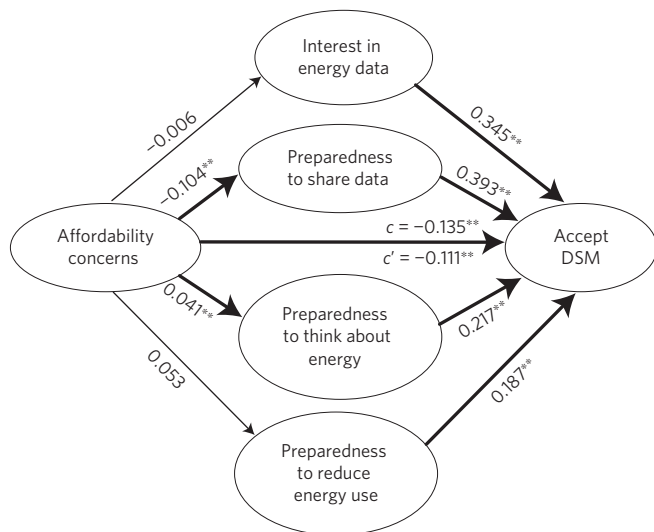 Interest in
energy data
−0.006
0.345**
Preparedness
to share data
−0.104**
0.393**
Affordability
concerns
c = −0.135**
c′ = −0.111**
Accept
DSM
0.041**
Preparedness
to think about
energy
0.217**
0.053
0.187**
Preparedness
to reduce
energy use